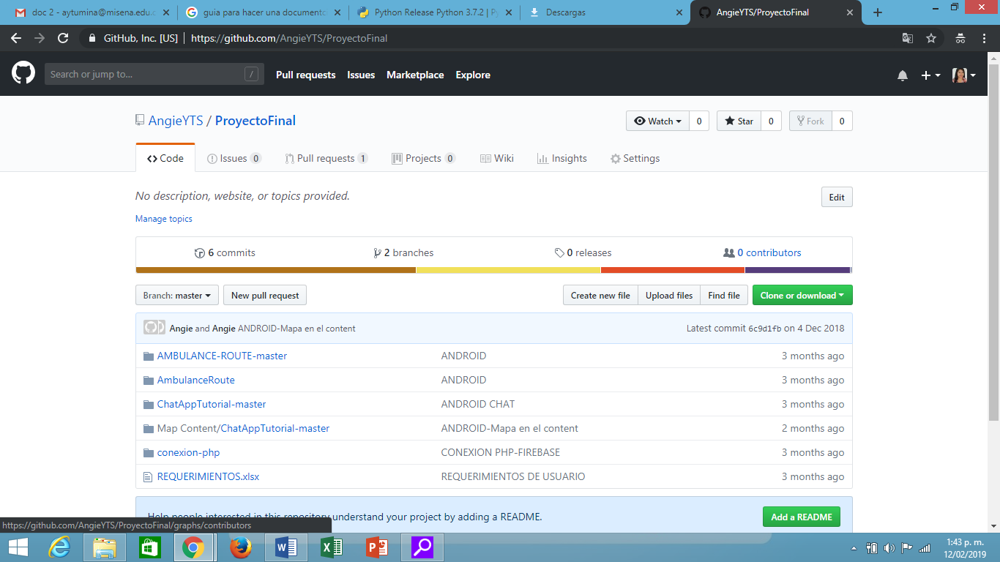 doc 2 - aytumina@misena.edu.c
guia para hacer una documento
Python Release Python 3.7.2 | P
Descargas
AngieYTS/ProyectoFinal
GitHub, Inc. [US] | https://github.com/AngieYTS/ProyectoFinal
Search or jump to... /
Pull requests Issues Marketplace Explore
AngieYTS / ProyectoFinal
Watch 0 Star 0 Fork 0
Code Issues 0 Pull requests 1 Projects 0 Wiki Insights Settings
No description, website, or topics provided. Edit
Manage topics
6 commits 2 branches 0 releases 0 contributors
Branch: master New pull request Create new file Upload files Find file Clone or download
Angie and Angie ANDROID-Mapa en el content Latest commit 6c9d1fb on 4 Dec 2018
AMBULANCE-ROUTE-master ANDROID 3 months ago
AmbulanceRoute ANDROID 3 months ago
ChatAppTutorial-master ANDROID CHAT 3 months ago
Map Content/ChatAppTutorial-master ANDROID-Mapa en el content 2 months ago
conexion-php CONEXION PHP-FIREBASE 3 months ago
REQUERIMIENTOS.xlsx REQUERIMIENTOS DE USUARIO 3 months ago
Help people interested in this repository understand your project by adding a README. Add a README
https://github.com/AngieYTS/ProyectoFinal/graphs/contributors
1:43 p. m.
12/02/2019